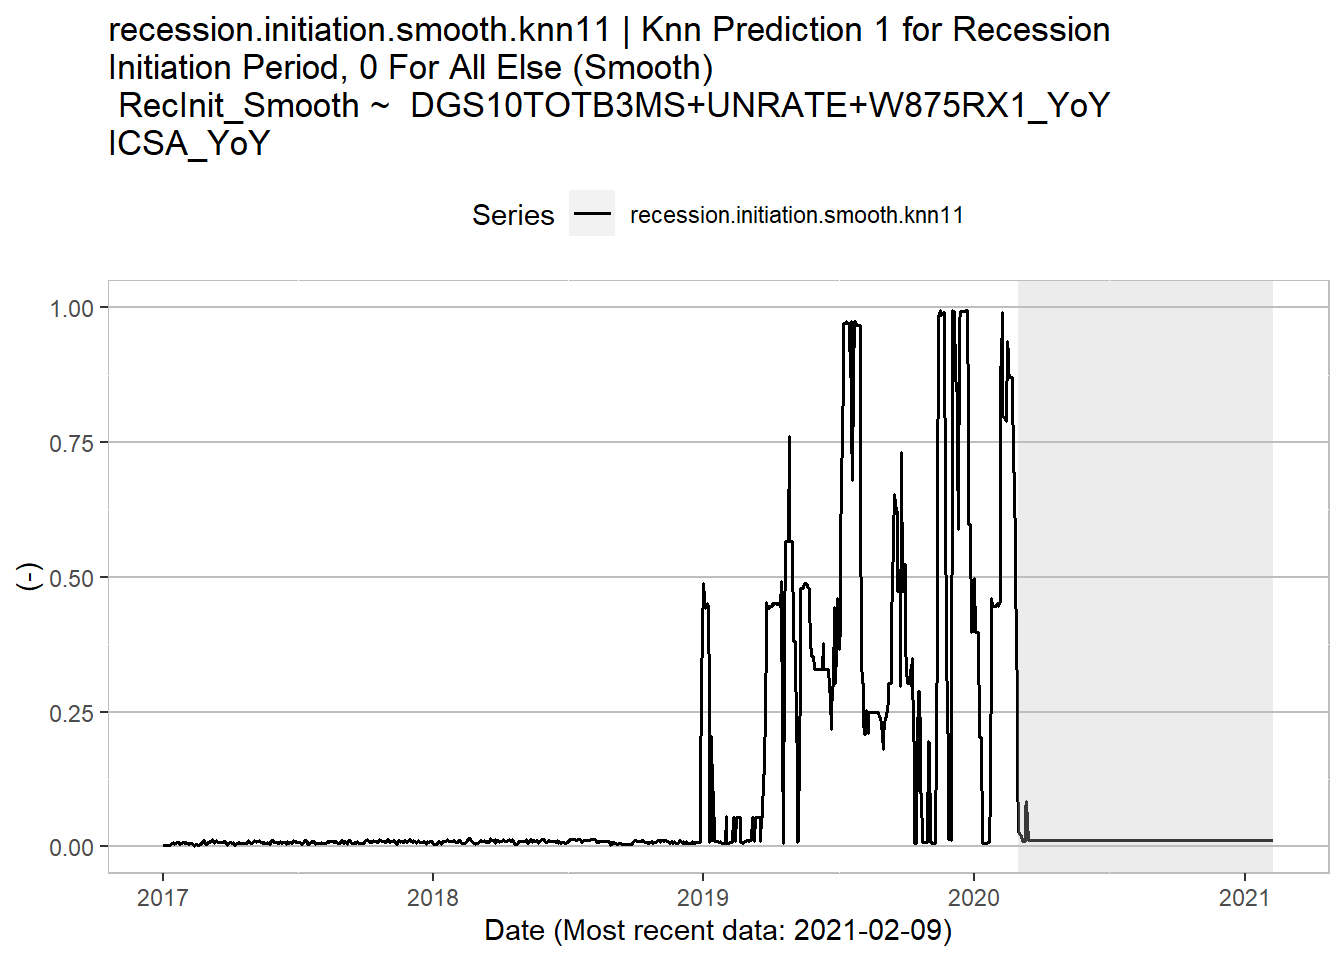 recession.initiation.smooth.knn11 | Knn Prediction 1 for Recession
Initiation Period, 0 For All Else (Smooth)
RecInit_Smooth ~  DGS10TOTB3MS+UNRATE+W875RX1_YoY
ICSA_YoY
Series
recession.initiation.smooth.knn11
1.00
0.75
0.50
0.25
0.00
(-)
2017
2018
2019
2020
2021
Date (Most recent data: 2021-02-09)